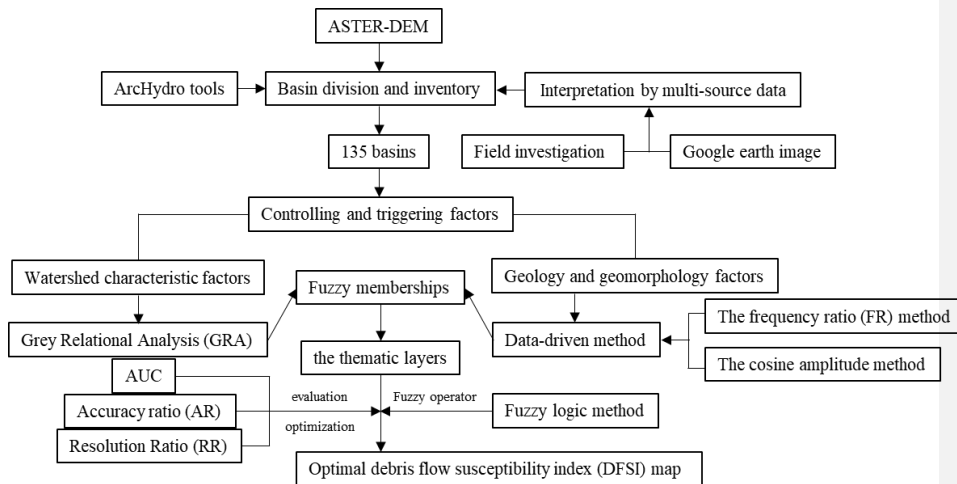 ASTER-DEM
ArcHydro tools
Basin division and inventory
Interpretation by multi-source data
135 basins
Field investigation
Google earth image
Controlling and triggering factors
Watershed characteristic factors
Geology and geomorphology factors
Fuzzy memberships
Grey Relational Analysis (GRA)
Data-driven method
The frequency ratio (FR) method
The cosine amplitude method
the thematic layers
AUC
Accuracy ratio (AR)
Resolution Ratio (RR)
evaluation
optimization
Fuzzy operator
Fuzzy logic method
Optimal debris flow susceptibility index (DFSI) map